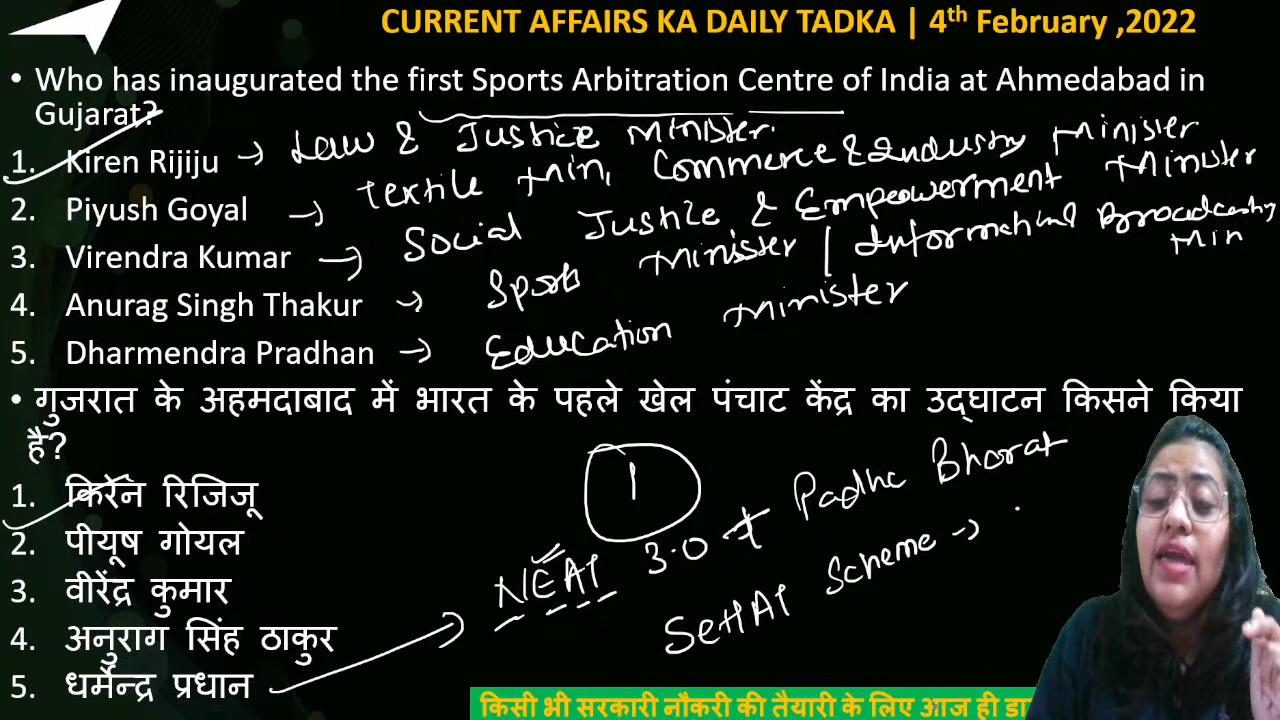 CURRENT AFFAIRS KA DAILY TADKA | 4th February ,2022
• Who has inaugurated the first Sports Arbitration Centre of India at Ahmedabad in
Gujarat?
1. Kiren Rijiju → Law & Justice Minister.
2. Piyush Goyal → Textile Min, Commerce & Industry Minister
3. Virendra Kumar → Social Justice & Empowerment Minister
4. Anurag Singh Thakur → Sports Minister | Information Broadcasting
Min
5. Dharmendra Pradhan → Education Minister
• गुजरात के अहमदाबाद में भारत के पहले खेल पंचाट केंद्र का उद्घाटन किसने किया
है?
1. किरेन रिजिजू
2. पीयूष गोयल
3. वीरेंद्र कुमार
4. अनुराग सिंह ठाकुर
5. धर्मेन्द्र प्रधान
1
NEAT 3.0 Padhe Bharat
Scheme →
किसी भी सरकारी नौकरी की तैयारी के लिए आज ही